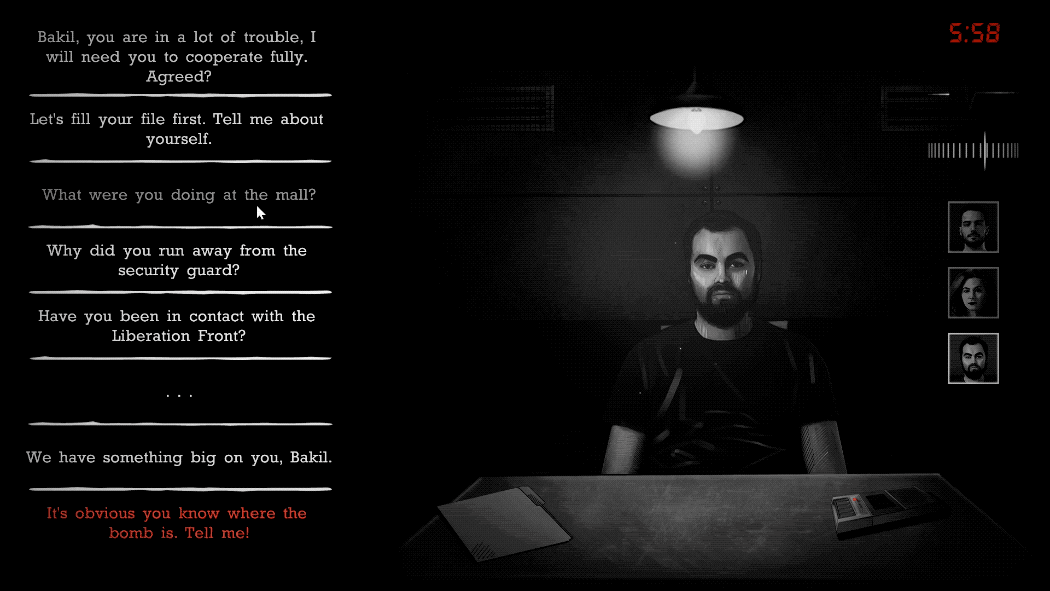 Bakil, you are in a lot of trouble, I
will need you to cooperate fully.
Agreed?
Let's fill your file first. Tell me about
yourself.
What were you doing at the mall?
Why did you run away from the
security guard?
Have you been in contact with the
Liberation Front?
. . .
We have something big on you, Bakil.
It's obvious you know where the
bomb is. Tell me!
5:58